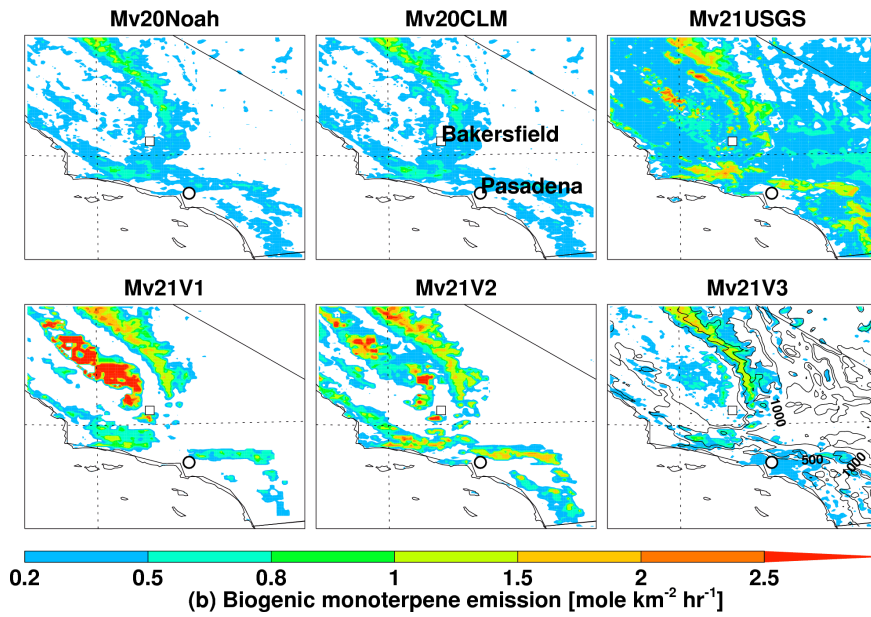 Mv20Noah Mv20CLM Mv21USGS
Bakersfield
Pasadena
Mv21V1 Mv21V2 Mv21V3
1000
500
1000
0.2 0.5 0.8 1 1.5 2 2.5
(b) Biogenic monoterpene emission [mole km⁻² hr⁻¹]